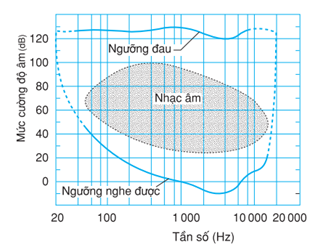 Mức cường độ âm (dB)
120
100
80
60
40
20
0
Ngưỡng đau
Nhạc âm
Ngưỡng nghe được
20 100 1 000 10 000 20 000
Tần số (Hz)